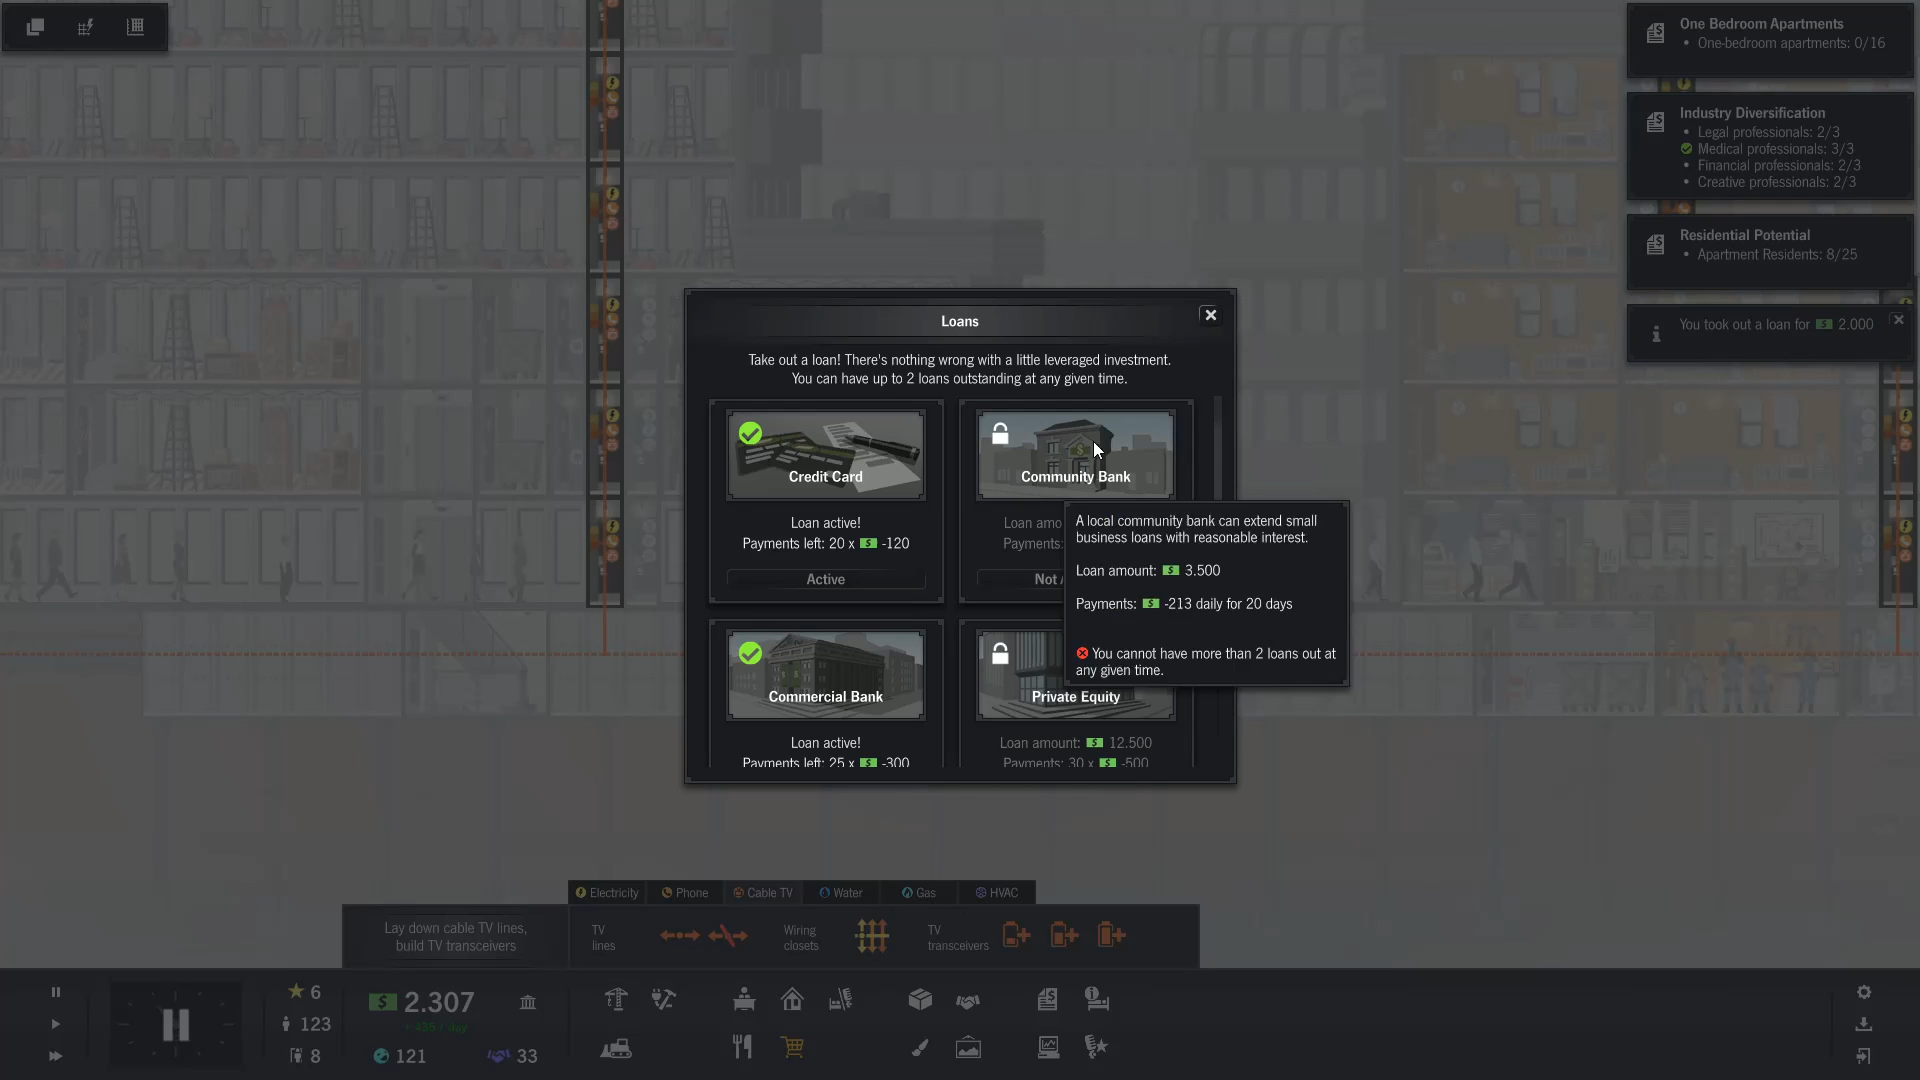 One Bedroom Apartments
• One-bedroom apartments: 0/16
Industry Diversification
• Legal professionals: 2/3
Medical professionals: 3/3
• Financial professionals: 2/3
• Creative professionals: 2/3
Residential Potential
• Apartment Residents: 8/25
You took out a loan for $ 2.000
Loans
Take out a loan! There's nothing wrong with a little leveraged investment.
You can have up to 2 loans outstanding at any given time.
Credit Card
Loan active!
Payments left: 20 x $ -120
Active
Community Bank
Loan amo
Payments:
Not
A local community bank can extend small
business loans with reasonable interest.
Loan amount: $ 3.500
Payments: $ -213 daily for 20 days
You cannot have more than 2 loans out at
any given time.
Commercial Bank
Loan active!
Payments left: 25 x $ -300
Private Equity
Loan amount: $ 12.500
Payments: 30 x $ -500
Electricity
Phone
Cable TV
Water
Gas
HVAC
Lay down cable TV lines,
build TV transceivers
TV
lines
Wiring
closets
TV
transceivers
6
123
8
$ 2.307
+ 435 / day
121
33